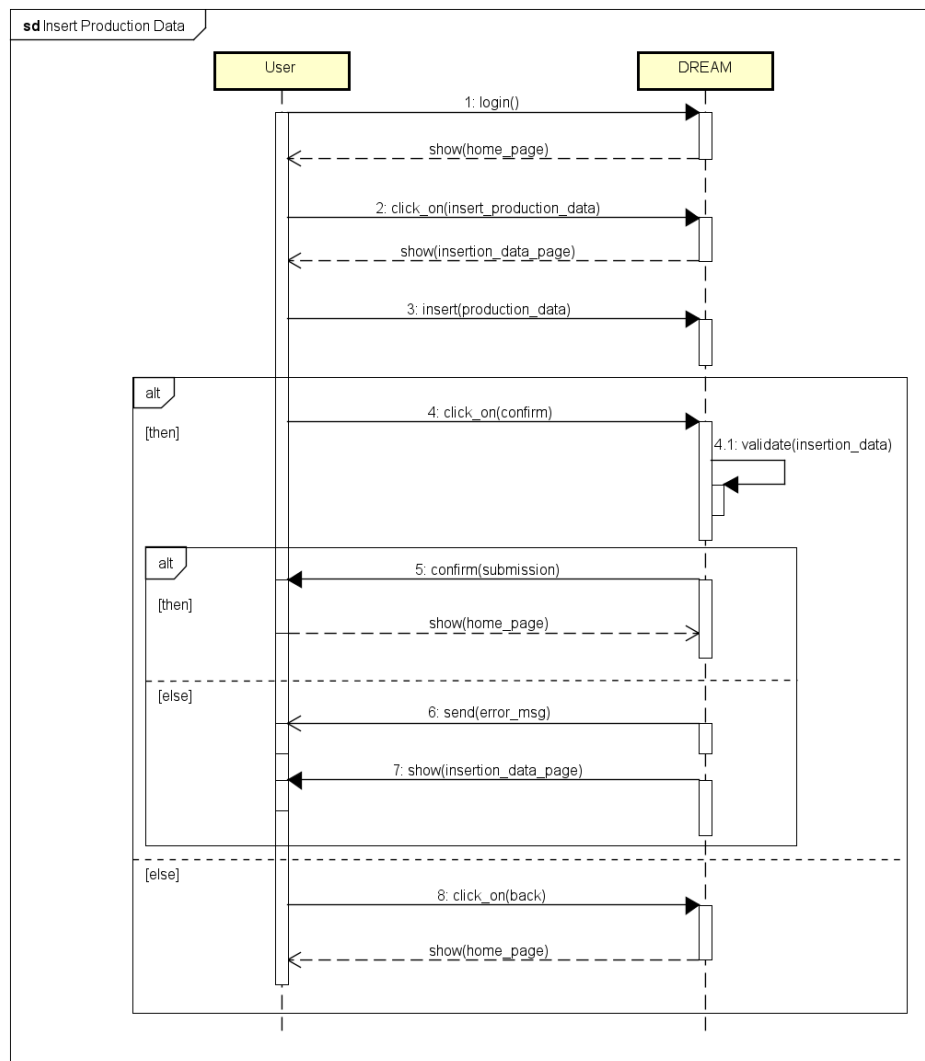 sd Insert Production Data
User
DREAM
1: login()
show(home_page)
2: click_on(insert_production_data)
show(insertion_data_page)
3: insert(production_data)
alt
4: click_on(confirm)
[then]
4.1: validate(insertion_data)
alt
5: confirm(submission)
[then]
show(home_page)
[else]
6: send(error_msg)
7: show(insertion_data_page)
[else]
8: click_on(back)
show(home_page)